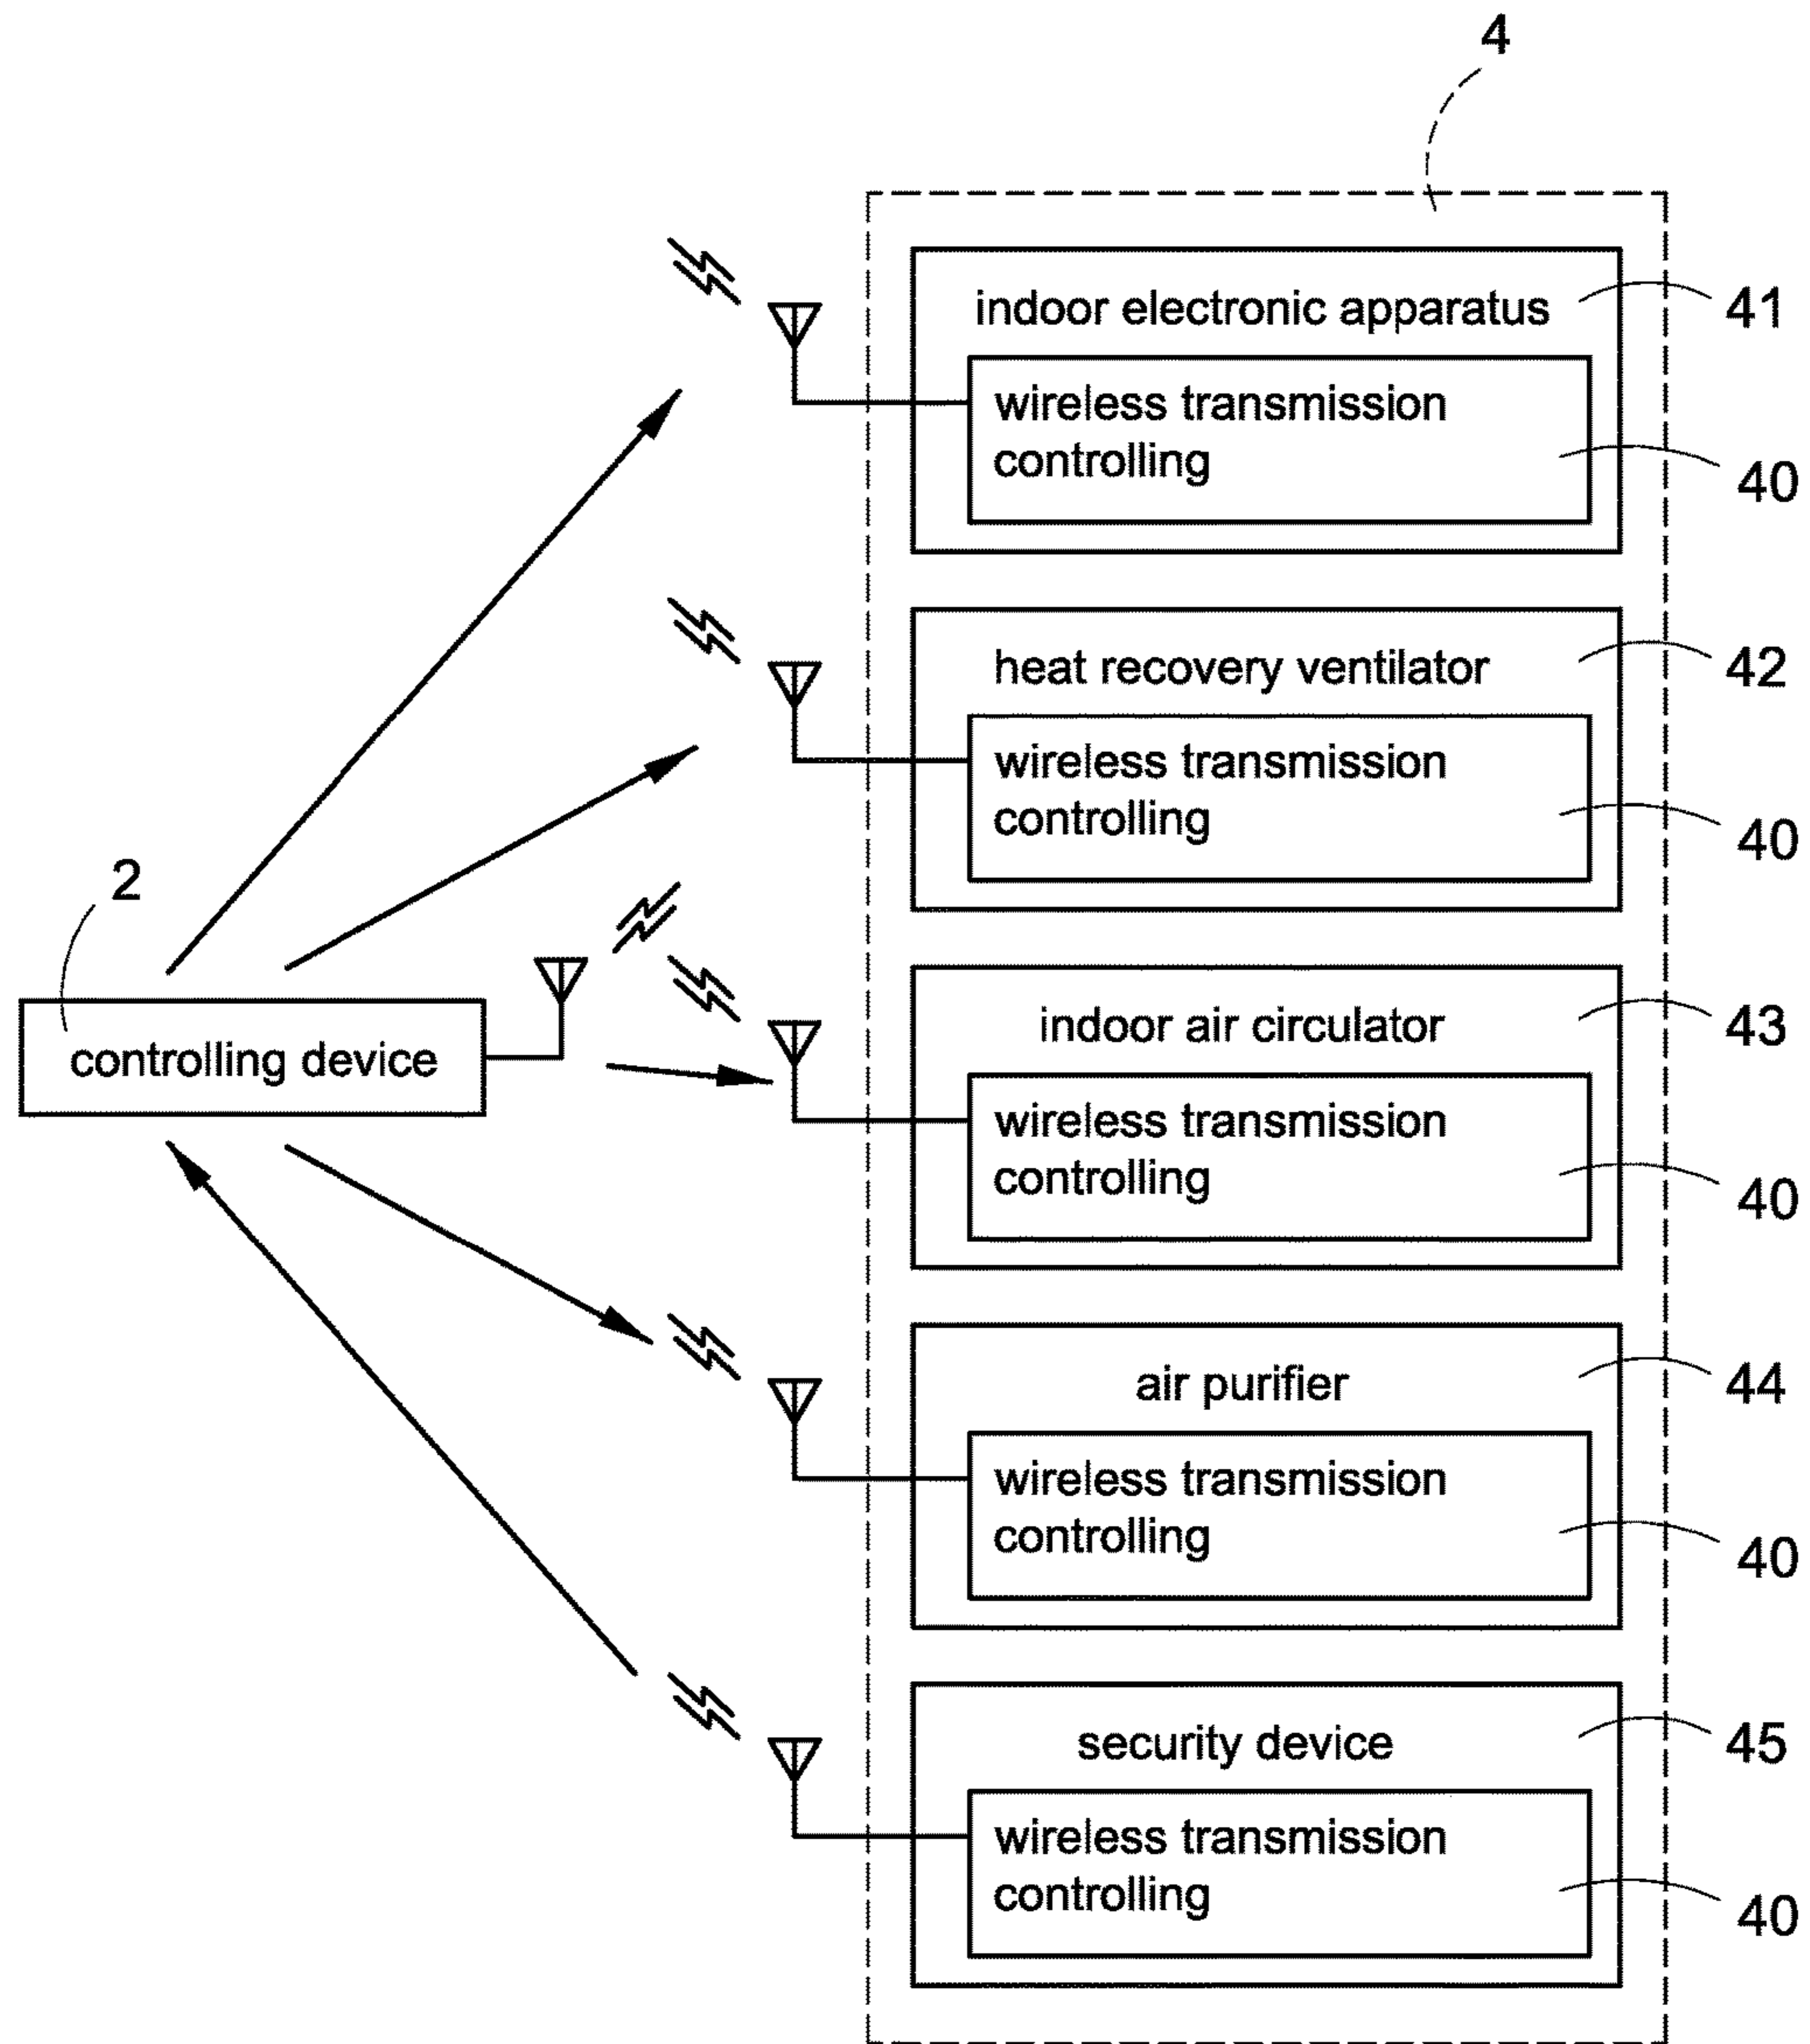 4
indoor electronic apparatus
41
wireless transmission
controlling
40
heat recovery ventilator
42
wireless transmission
controlling
40
2
controlling device
indoor air circulator
43
wireless transmission
controlling
40
air purifier
44
wireless transmission
controlling
40
security device
45
wireless transmission
controlling
40